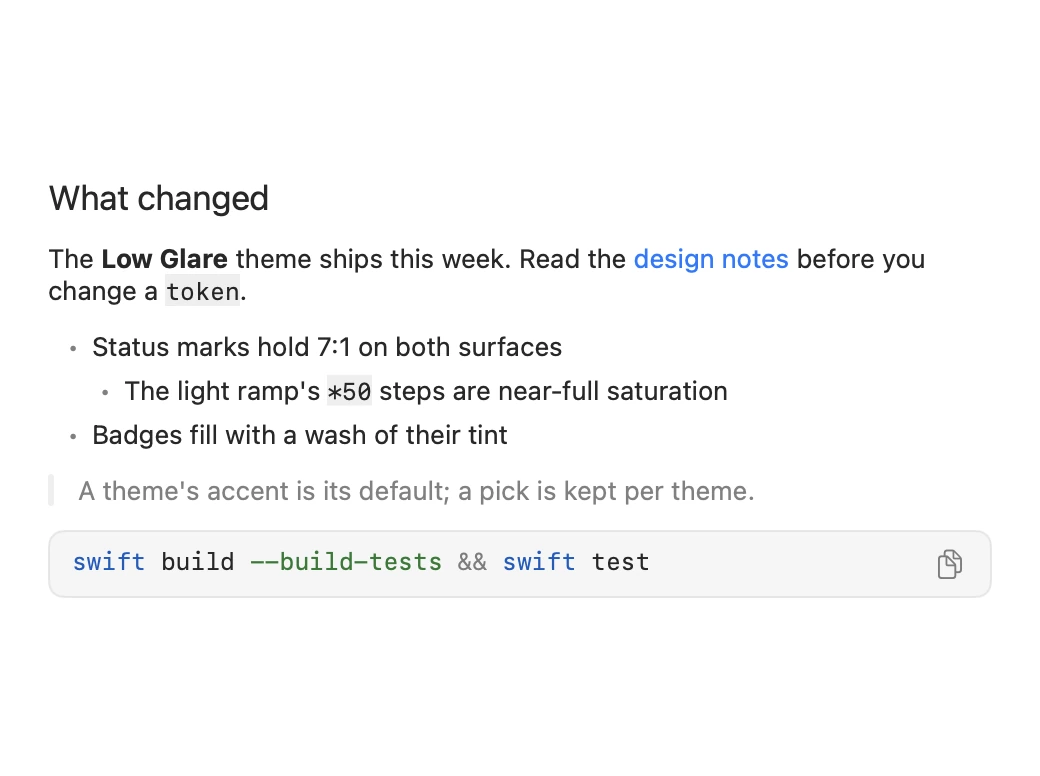 What changed
The Low Glare theme ships this week. Read the design notes before you
change a token.
• Status marks hold 7:1 on both surfaces
• The light ramp's *50 steps are near-full saturation
• Badges fill with a wash of their tint
A theme's accent is its default; a pick is kept per theme.
swift build --build-tests && swift test